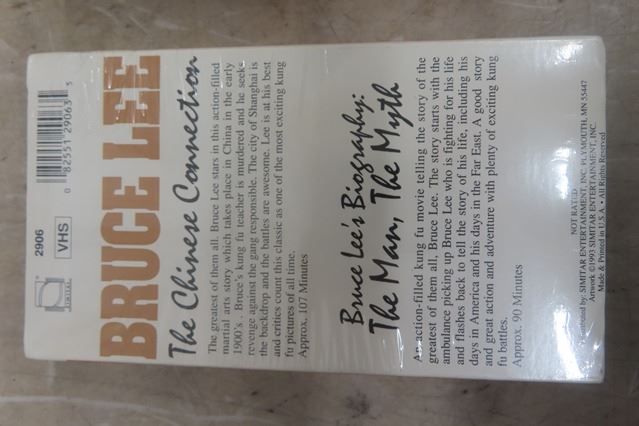 2906
VHS
0 82551 29063 5
BRUCE LEE
The Chinese Connection
The greatest of them all, Bruce Lee stars in this action-filled
martial arts story which takes place in China in the early
1900's . Bruce's kung fu teacher is murdered and he seeks
revenge against the gang responsible. The city of Shanghai is
the backdrop and the battles are awesome. Lee is at his best
and critics count this classic as one of the most exciting kung
fu pictures of all time.
Approx. 107 Minutes
Bruce Lee's Biography:
The Man, The Myth
An action-filled kung fu movie telling the story of the
greatest of them all, Bruce Lee. The story starts with the
ambulance picking up Bruce Lee who is fighting for his life
and flashes back to tell the story of his life, including his
days in America and his days in the Far East. A good story
and great action and adventure with plenty of exciting kung
fu battles.
Approx. 90 Minutes
NOT RATED
by: SIMITAR ENTERTAINMENT, INC. PLYMOUTH, MN 55447
Artwork ©1993 SIMITAR ENTERTAINMENT, INC.
Made & Printed in U.S.A. • All Rights Reserved